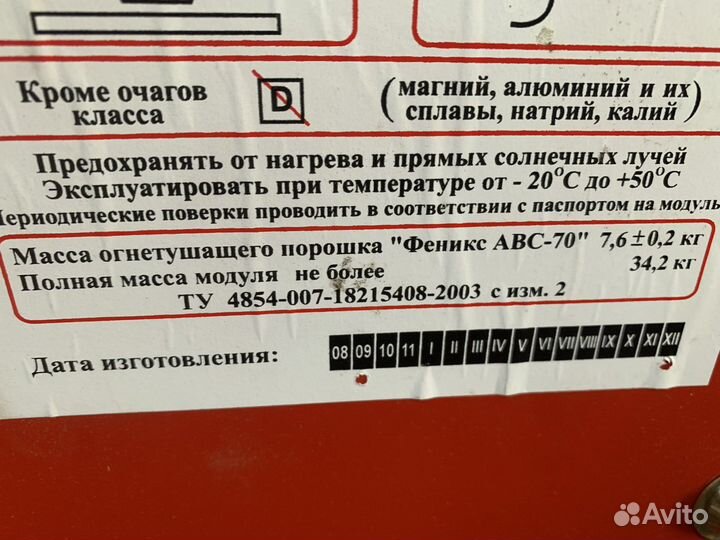 Кроме очагов
класса
D
(магний, алюминий и их
сплавы, натрий, калий)
Предохранять от нагрева и прямых солнечных лучей
Эксплуатировать при температуре от - 20°С до +50°С
Периодические поверки проводить в соответствии с паспортом на модуль
Масса огнетушащего порошка "Феникс АВС-70" 7,6±0,2 кг
Полная масса модуля не более 34,2 кг
ТУ 4854-007-18215408-2003 с изм. 2
Дата изготовления: 08 09 10 11 I II III IV V VI VII VIII IX X XI XII
Avito